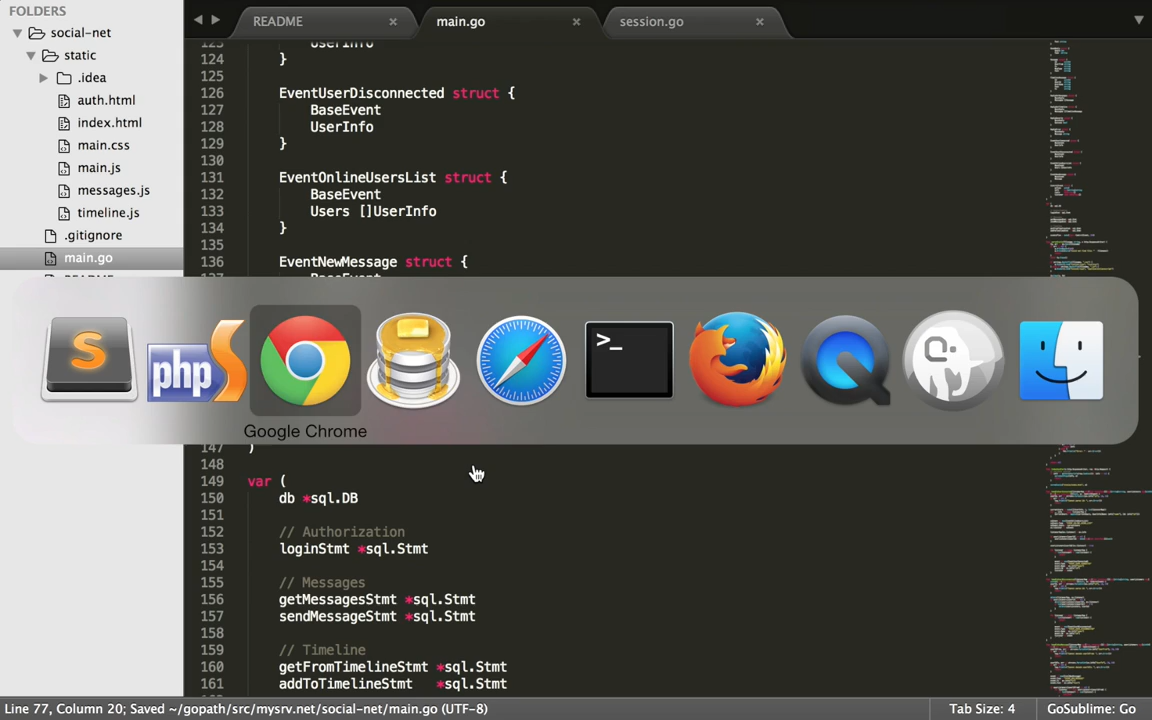 FOLDERS
social-net
static
.idea
auth.html
index.html
main.css
main.js
messages.js
timeline.js
.gitignore
main.go
README
README
main.go
session.go
UserInfo
124 }
125
126 EventUserDisconnected struct {
127 BaseEvent
128 UserInfo
129 }
130
131 EventOnlineUsersList struct {
132 BaseEvent
133 Users []UserInfo
134 }
135
136 EventNewMessage struct {
S
php S
>_
Google Chrome
147 )
148
149 var (
150 db *sql.DB
151
152 // Authorization
153 loginStmt *sql.Stmt
154
155 // Messages
156 getMessagesStmt *sql.Stmt
157 sendMessageStmt *sql.Stmt
158
159 // Timeline
160 getFromTimelineStmt *sql.Stmt
161 addToTimelineStmt *sql.Stmt
Line 77, Column 20; Saved ~/gopath/src/mysrv.net/social-net/main.go (UTF-8)
Tab Size: 4
GoSublime: Go